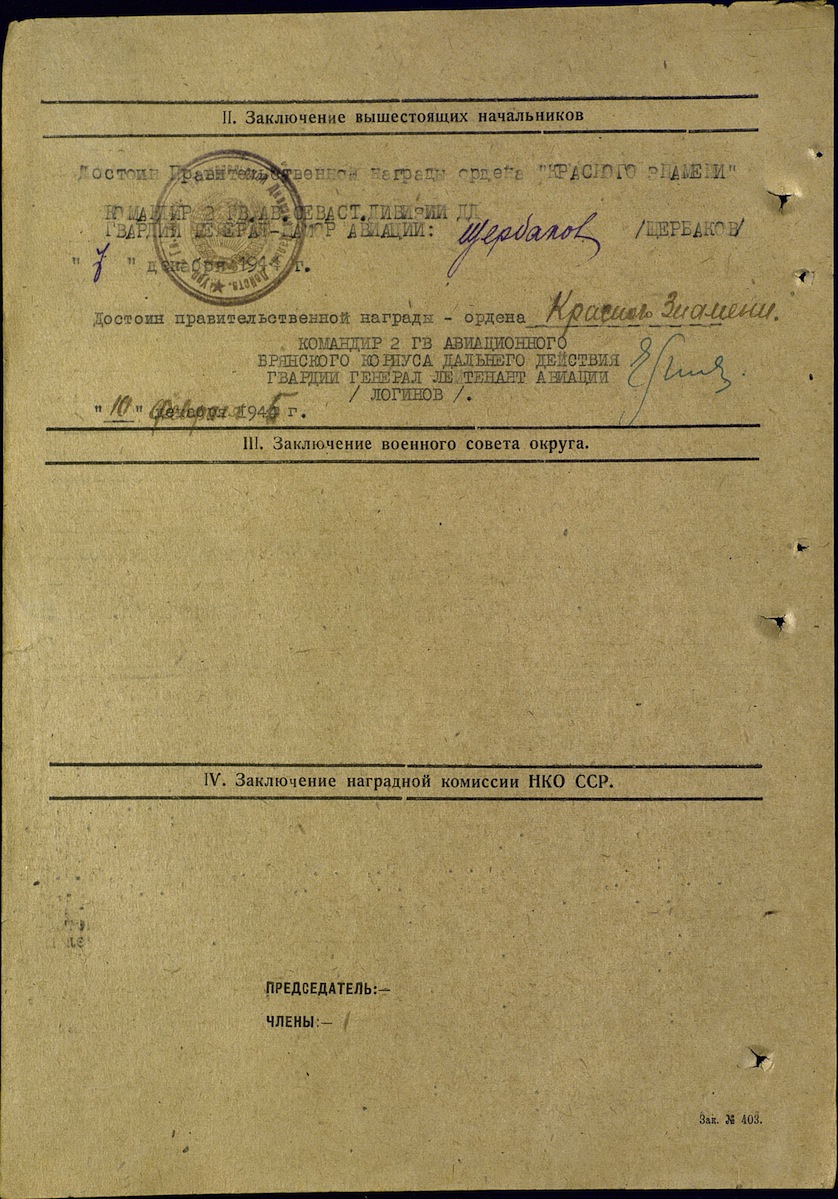 II. Заключение вышестоящих начальников
Достоин Правительственной награды ордена "КРАСНОГО ЗНАМЕНИ"
КОМАНДИР 2 ГВ.АВ.СЕВАСТ.ДИВИЗИИ ДД
ГВАРДИИ ГЕНЕРАЛ-МАЙОР АВИАЦИИ: Щербаков /ЩЕРБАКОВ/
" 7 " декабря 1944 г.
Достоин правительственной награды - ордена Красного Знамени.
КОМАНДИР 2 ГВ АВИАЦИОННОГО
БРЯНСКОГО КОРПУСА ДАЛЬНЕГО ДЕЙСТВИЯ
ГВАРДИИ ГЕНЕРАЛ ЛЕЙТЕНАНТ АВИАЦИИ
/ ЛОГИНОВ /.
" 10 " февраля 1945 г.
III. Заключение военного совета округа.
IV. Заключение наградной комиссии НКО ССР.
ПРЕДСЕДАТЕЛЬ:—
ЧЛЕНЫ:—
Зак. № 403.